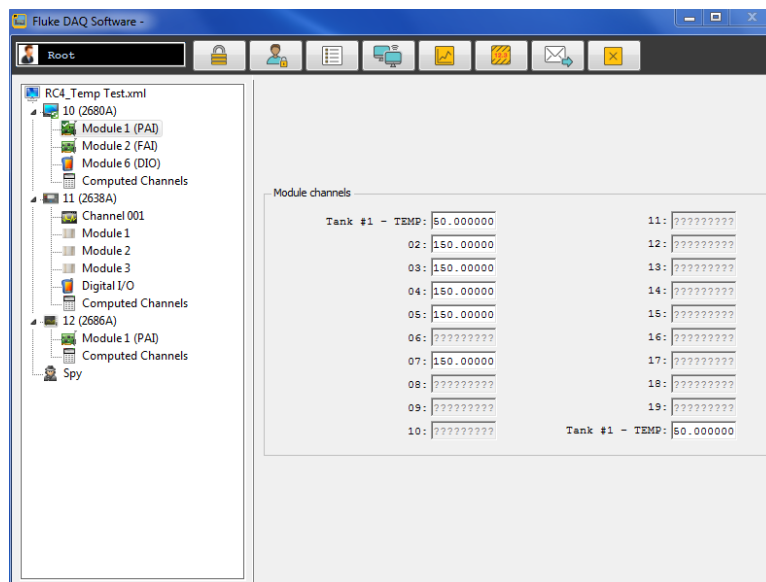 Fluke DAQ Software -
Root
RC4_Temp Test.xml
10 (2680A)
Module 1 (PAI)
Module 2 (FAI)
Module 6 (DIO)
Computed Channels
11 (2638A)
Channel 001
Module 1
Module 2
Module 3
Digital I/O
Computed Channels
12 (2686A)
Module 1 (PAI)
Computed Channels
Spy
Module channels
Tank #1 - TEMP: 50.000000
02: 150.00000
03: 150.00000
04: 150.00000
05: 150.00000
06: ?????????
07: 150.00000
08: ?????????
09: ?????????
10: ?????????
11: ?????????
12: ?????????
13: ?????????
14: ?????????
15: ?????????
16: ?????????
17: ?????????
18: ?????????
19: ?????????
Tank #1 - TEMP: 50.000000